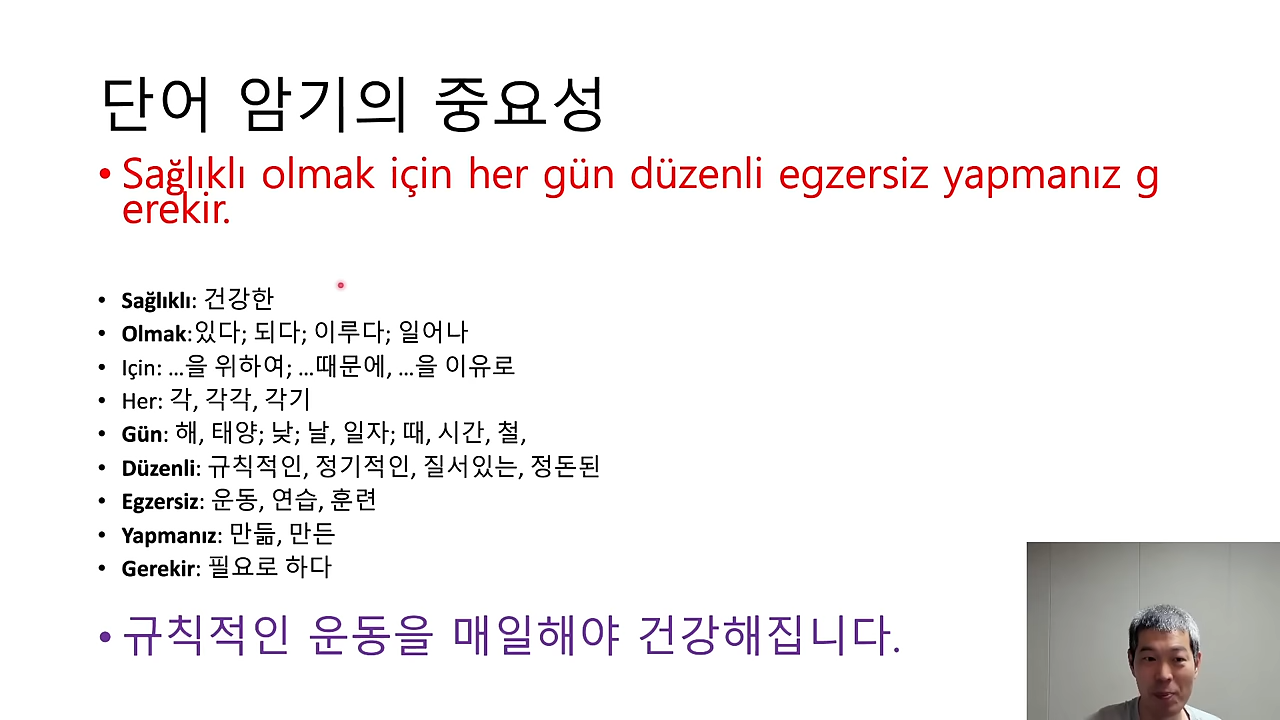 단어 암기의 중요성
• Sağlıklı olmak için her gün düzenli egzersiz yapmanız g
erekir.
• Sağlıklı: 건강한
• Olmak:있다; 되다; 이루다; 일어나
• Için: …을 위하여; …때문에, …을 이유로
• Her: 각, 각각, 각기
• Gün: 해, 태양; 낮; 날, 일자; 때, 시간, 철,
• Düzenli: 규칙적인, 정기적인, 질서있는, 정돈된
• Egzersiz: 운동, 연습, 훈련
• Yapmanız: 만듦, 만든
• Gerekir: 필요로 하다
• 규칙적인 운동을 매일해야 건강해집니다.